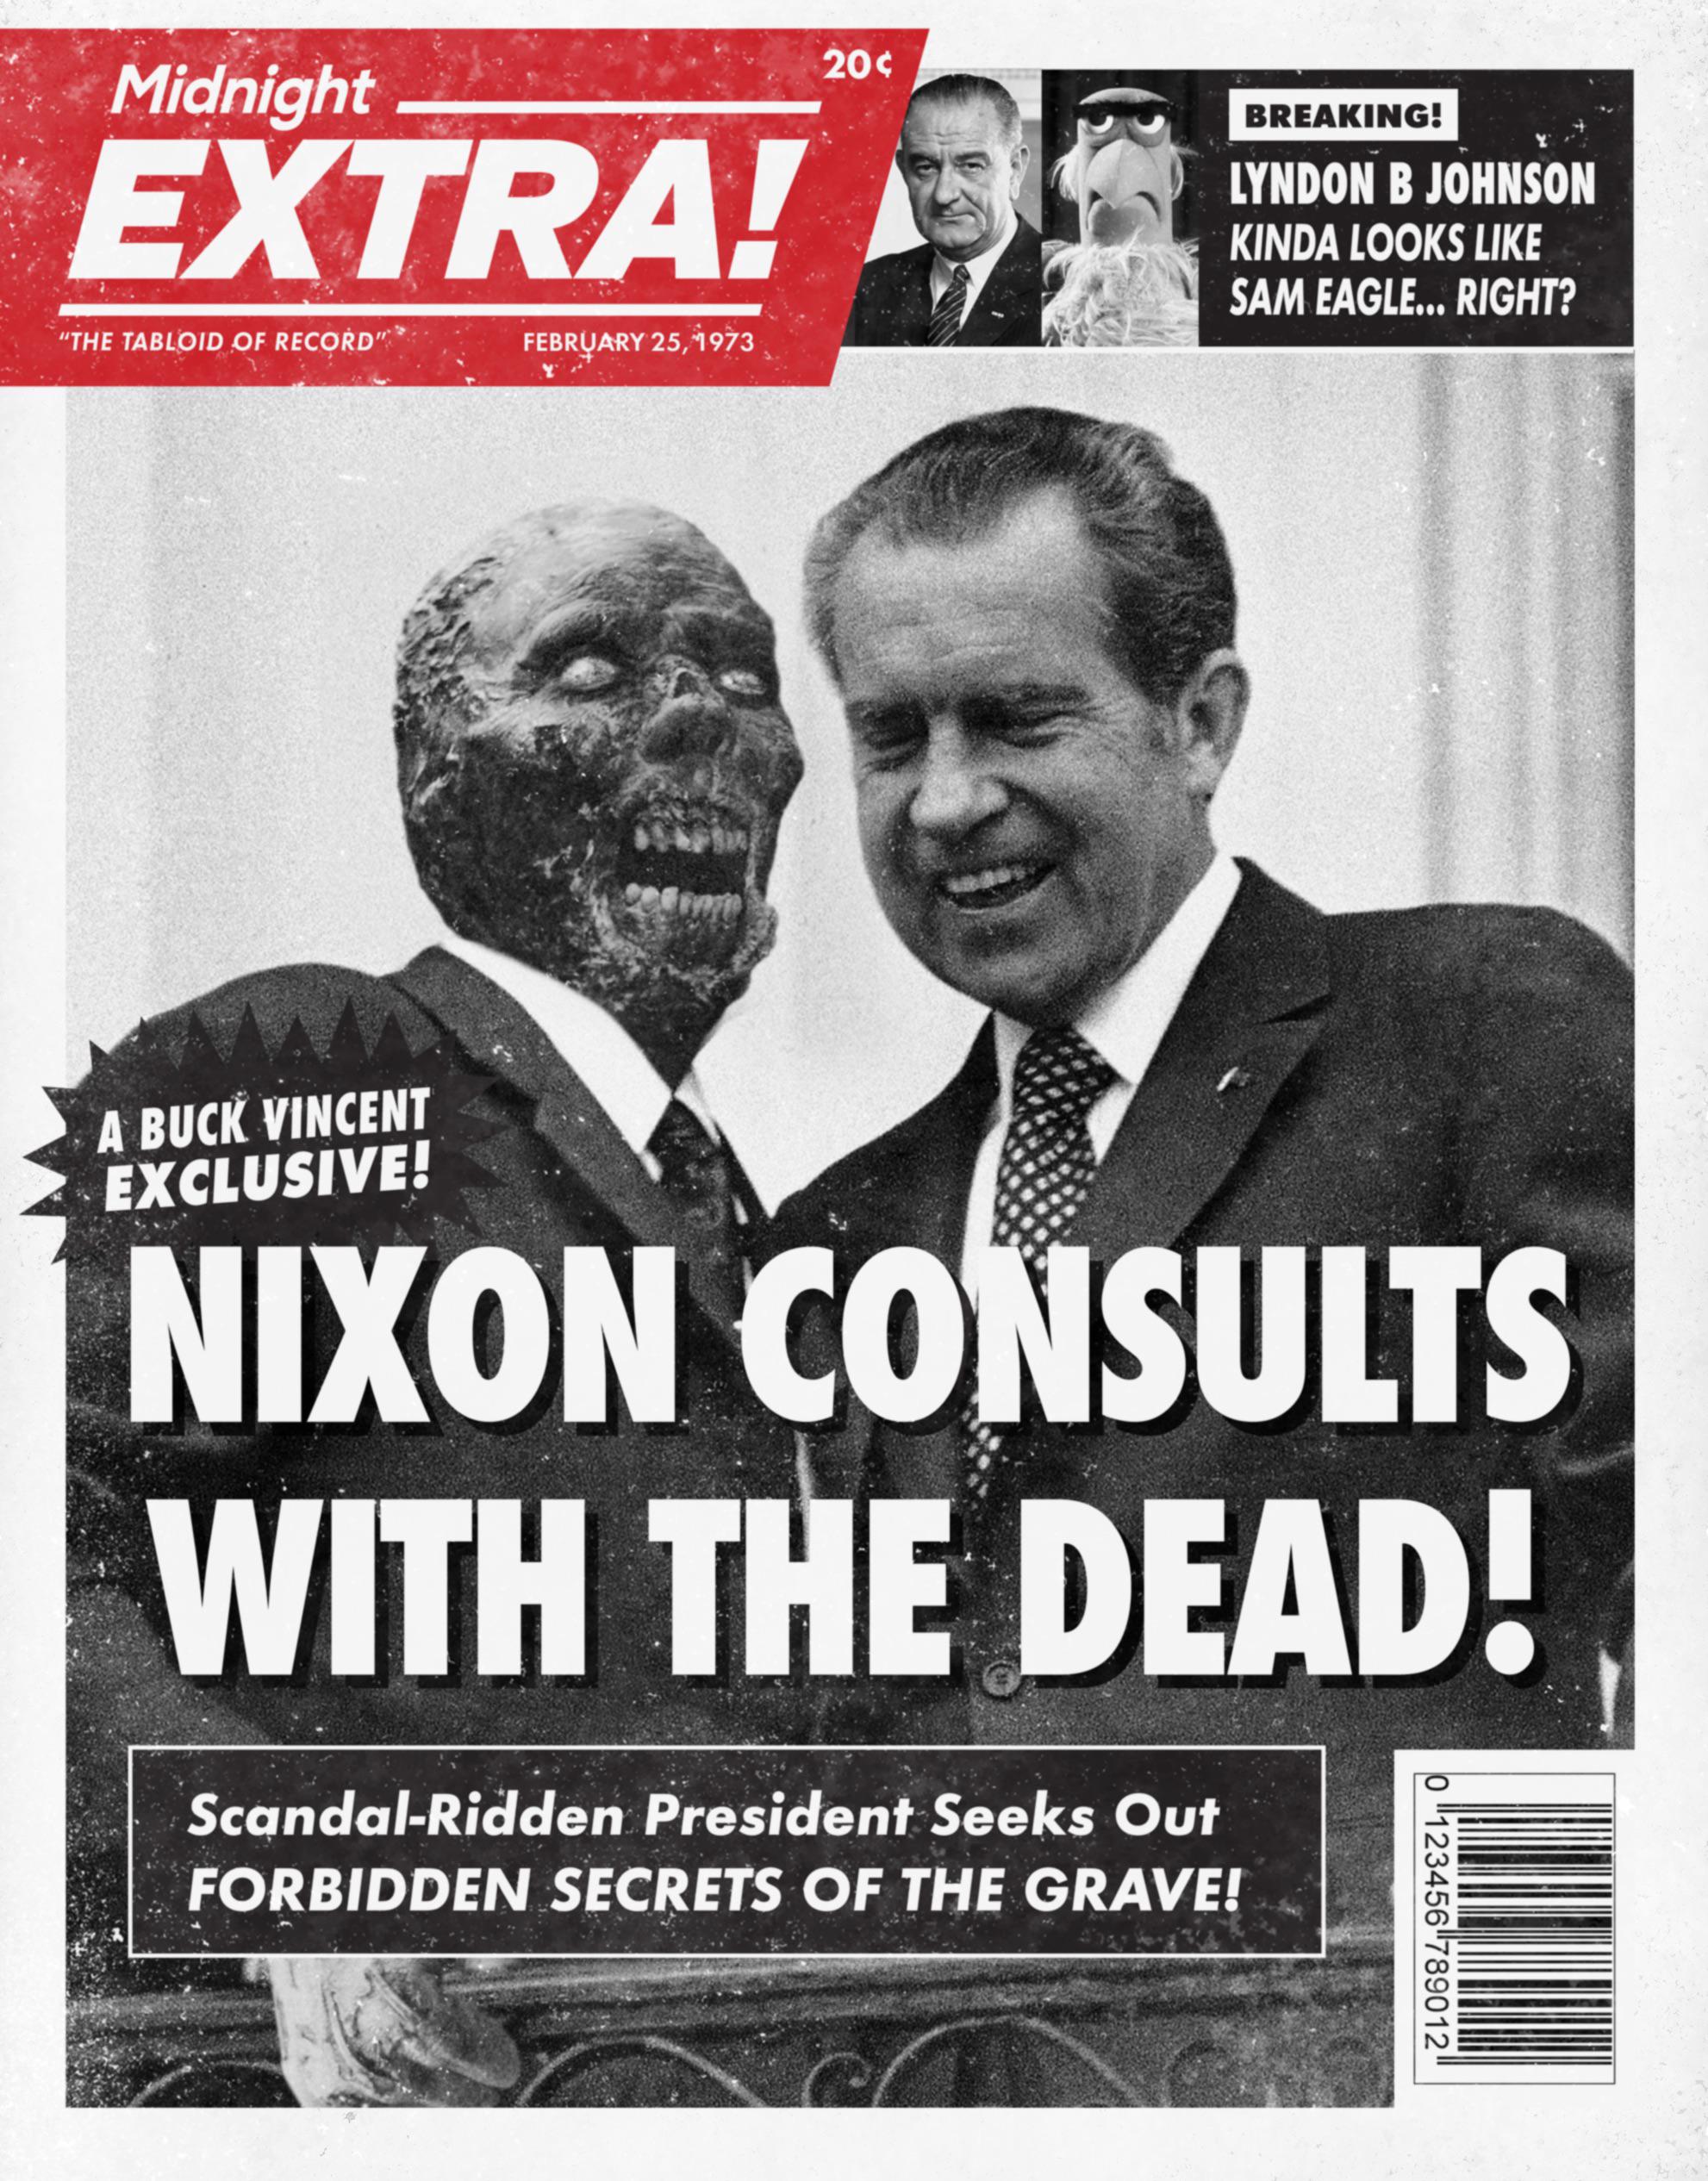 Midnight
20¢
EXTRA!
"THE TABLOID OF RECORD"
FEBRUARY 25, 1973
BREAKING!
LYNDON B JOHNSON
KINDA LOOKS LIKE
SAM EAGLE... RIGHT?
A BUCK VINCENT
EXCLUSIVE!
NIXON CONSULTS
WITH THE DEAD!
Scandal-Ridden President Seeks Out
FORBIDDEN SECRETS OF THE GRAVE!
0 123456 789012